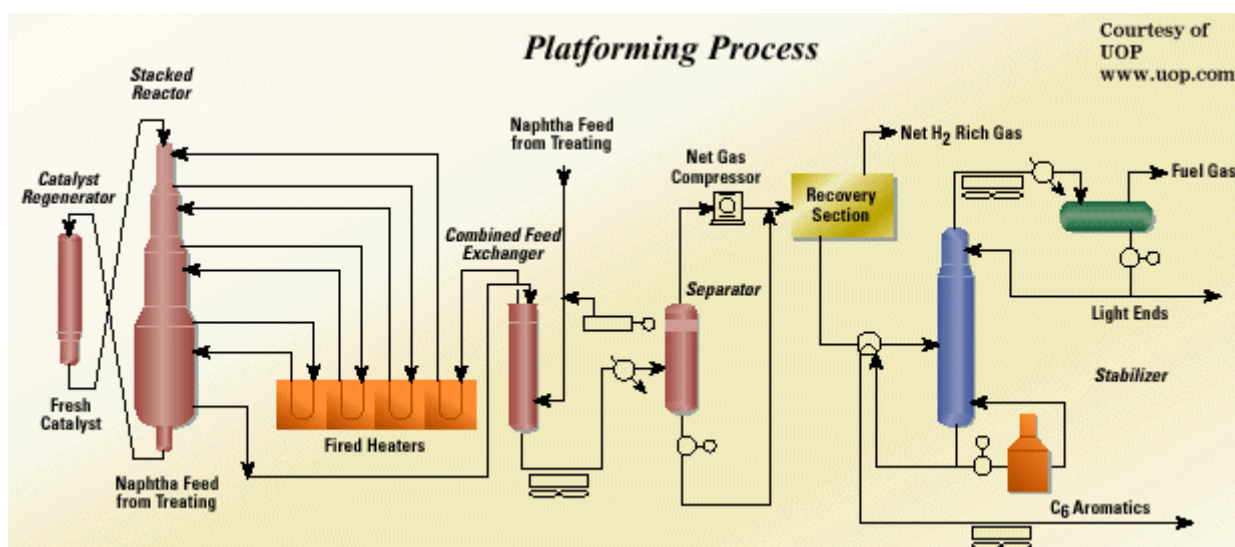 Platforming Process
Courtesy of
UOP
www.uop.com
Stacked
Reactor
Naphtha Feed
from Treating
Net H₂ Rich Gas
Net Gas
Compressor
Fuel Gas
Catalyst
Regenerator
Recovery
Section
Combined Feed
Exchanger
Separator
Light Ends
Stabilizer
Fresh
Catalyst
Fired Heaters
Naphtha Feed
from Treating
C₆ Aromatics